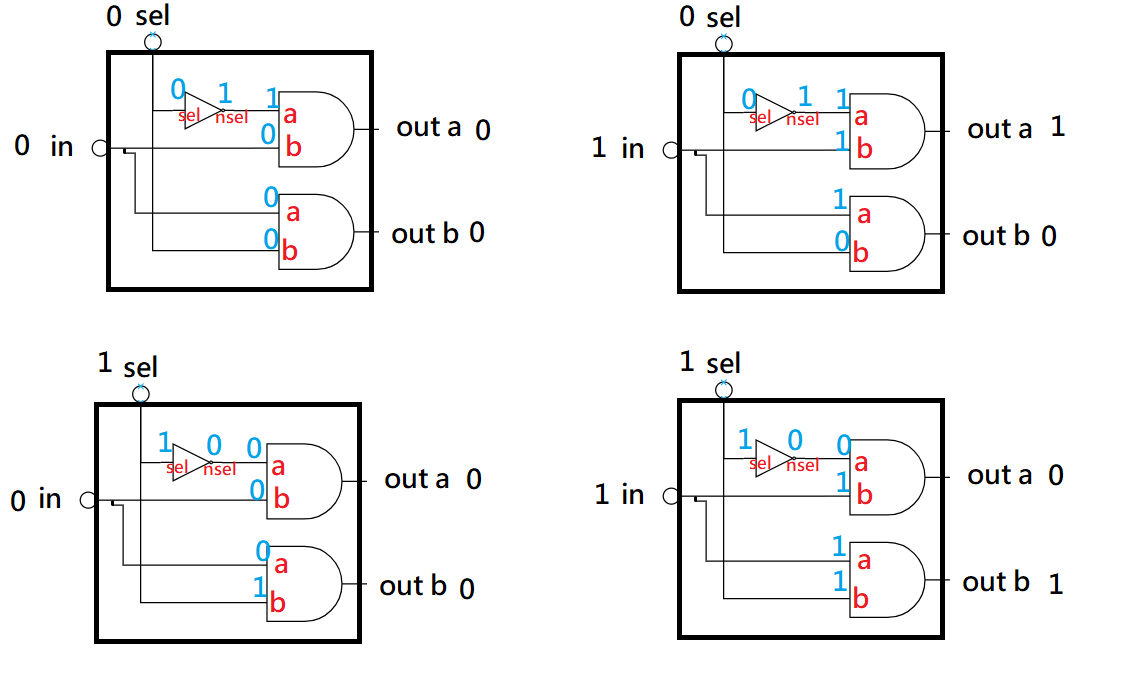 0 sel
0 1 1
sel nsel a
0 in 0 b out a 0
0 a
0 b out b 0
0 sel
0 1 1
sel nsel a
1 in 1 b out a 1
1 a
0 b out b 0
1 sel
1 0 0
sel nsel a
0 in 0 b out a 0
0 a
1 b out b 0
1 sel
1 0 0
sel nsel a
1 in 1 b out a 0
1 a
1 b out b 1